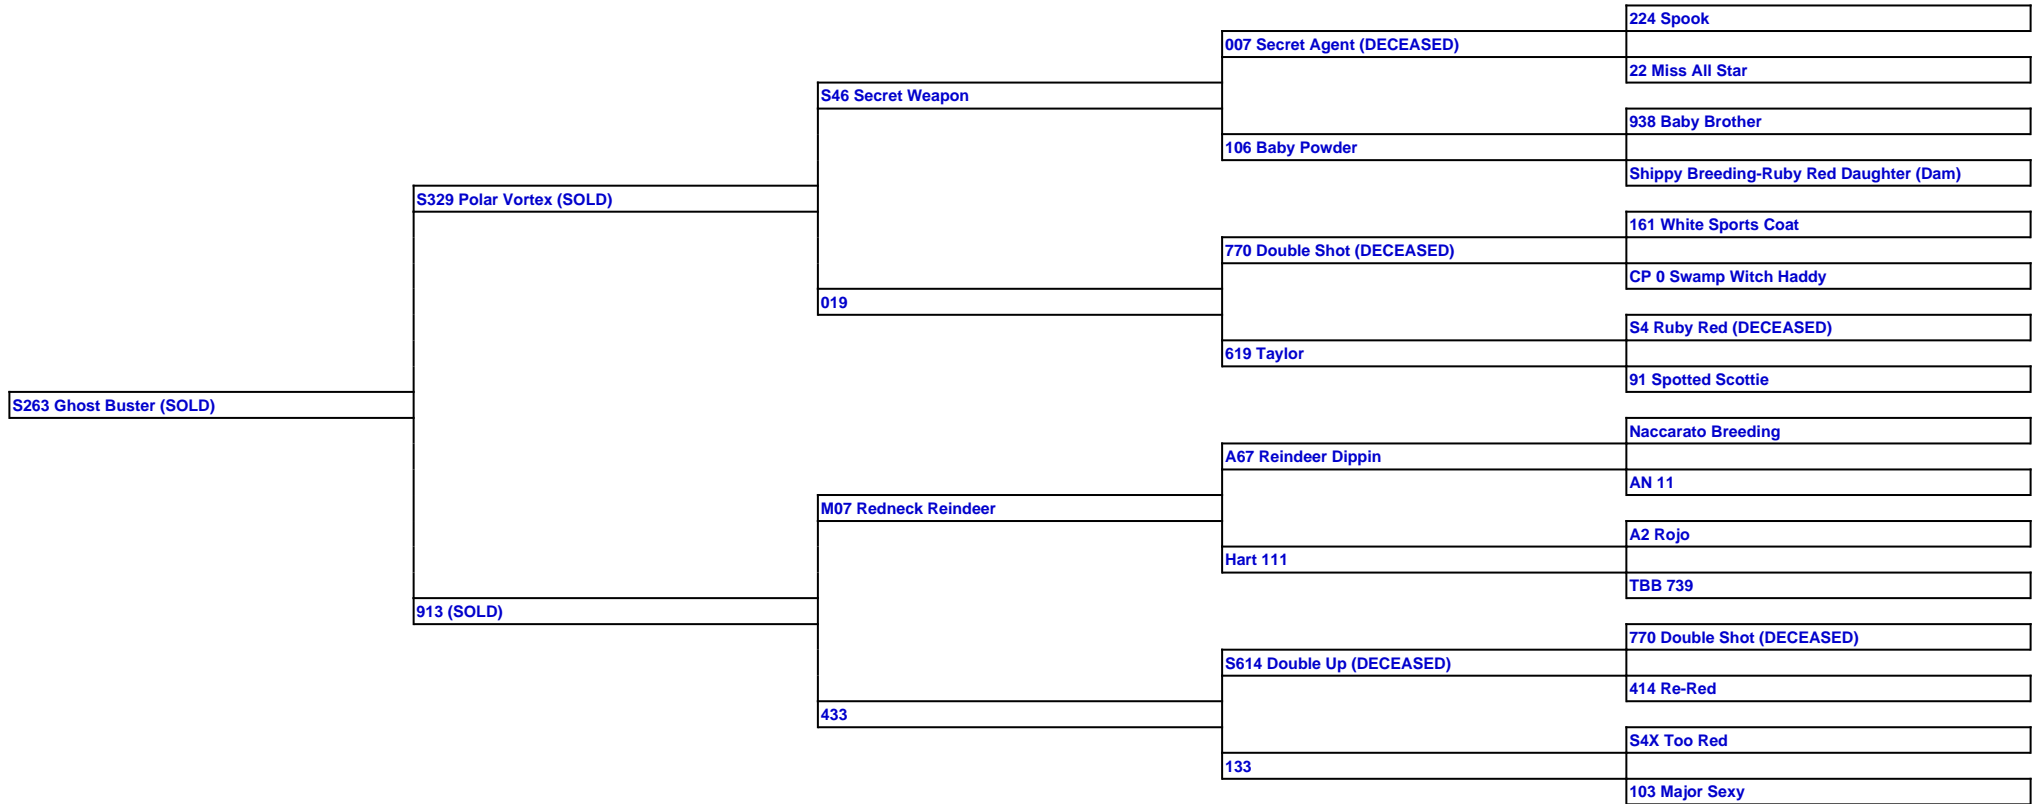 224 Spook
007 Secret Agent (DECEASED)
22 Miss All Star
S46 Secret Weapon
938 Baby Brother
106 Baby Powder
Shippy Breeding-Ruby Red Daughter (Dam)
S329 Polar Vortex (SOLD)
161 White Sports Coat
770 Double Shot (DECEASED)
CP 0 Swamp Witch Haddy
019
S4 Ruby Red (DECEASED)
619 Taylor
91 Spotted Scottie
S263 Ghost Buster (SOLD)
Naccarato Breeding
A67 Reindeer Dippin
AN 11
M07 Redneck Reindeer
A2 Rojo
Hart 111
TBB 739
913 (SOLD)
770 Double Shot (DECEASED)
S614 Double Up (DECEASED)
414 Re-Red
433
S4X Too Red
133
103 Major Sexy